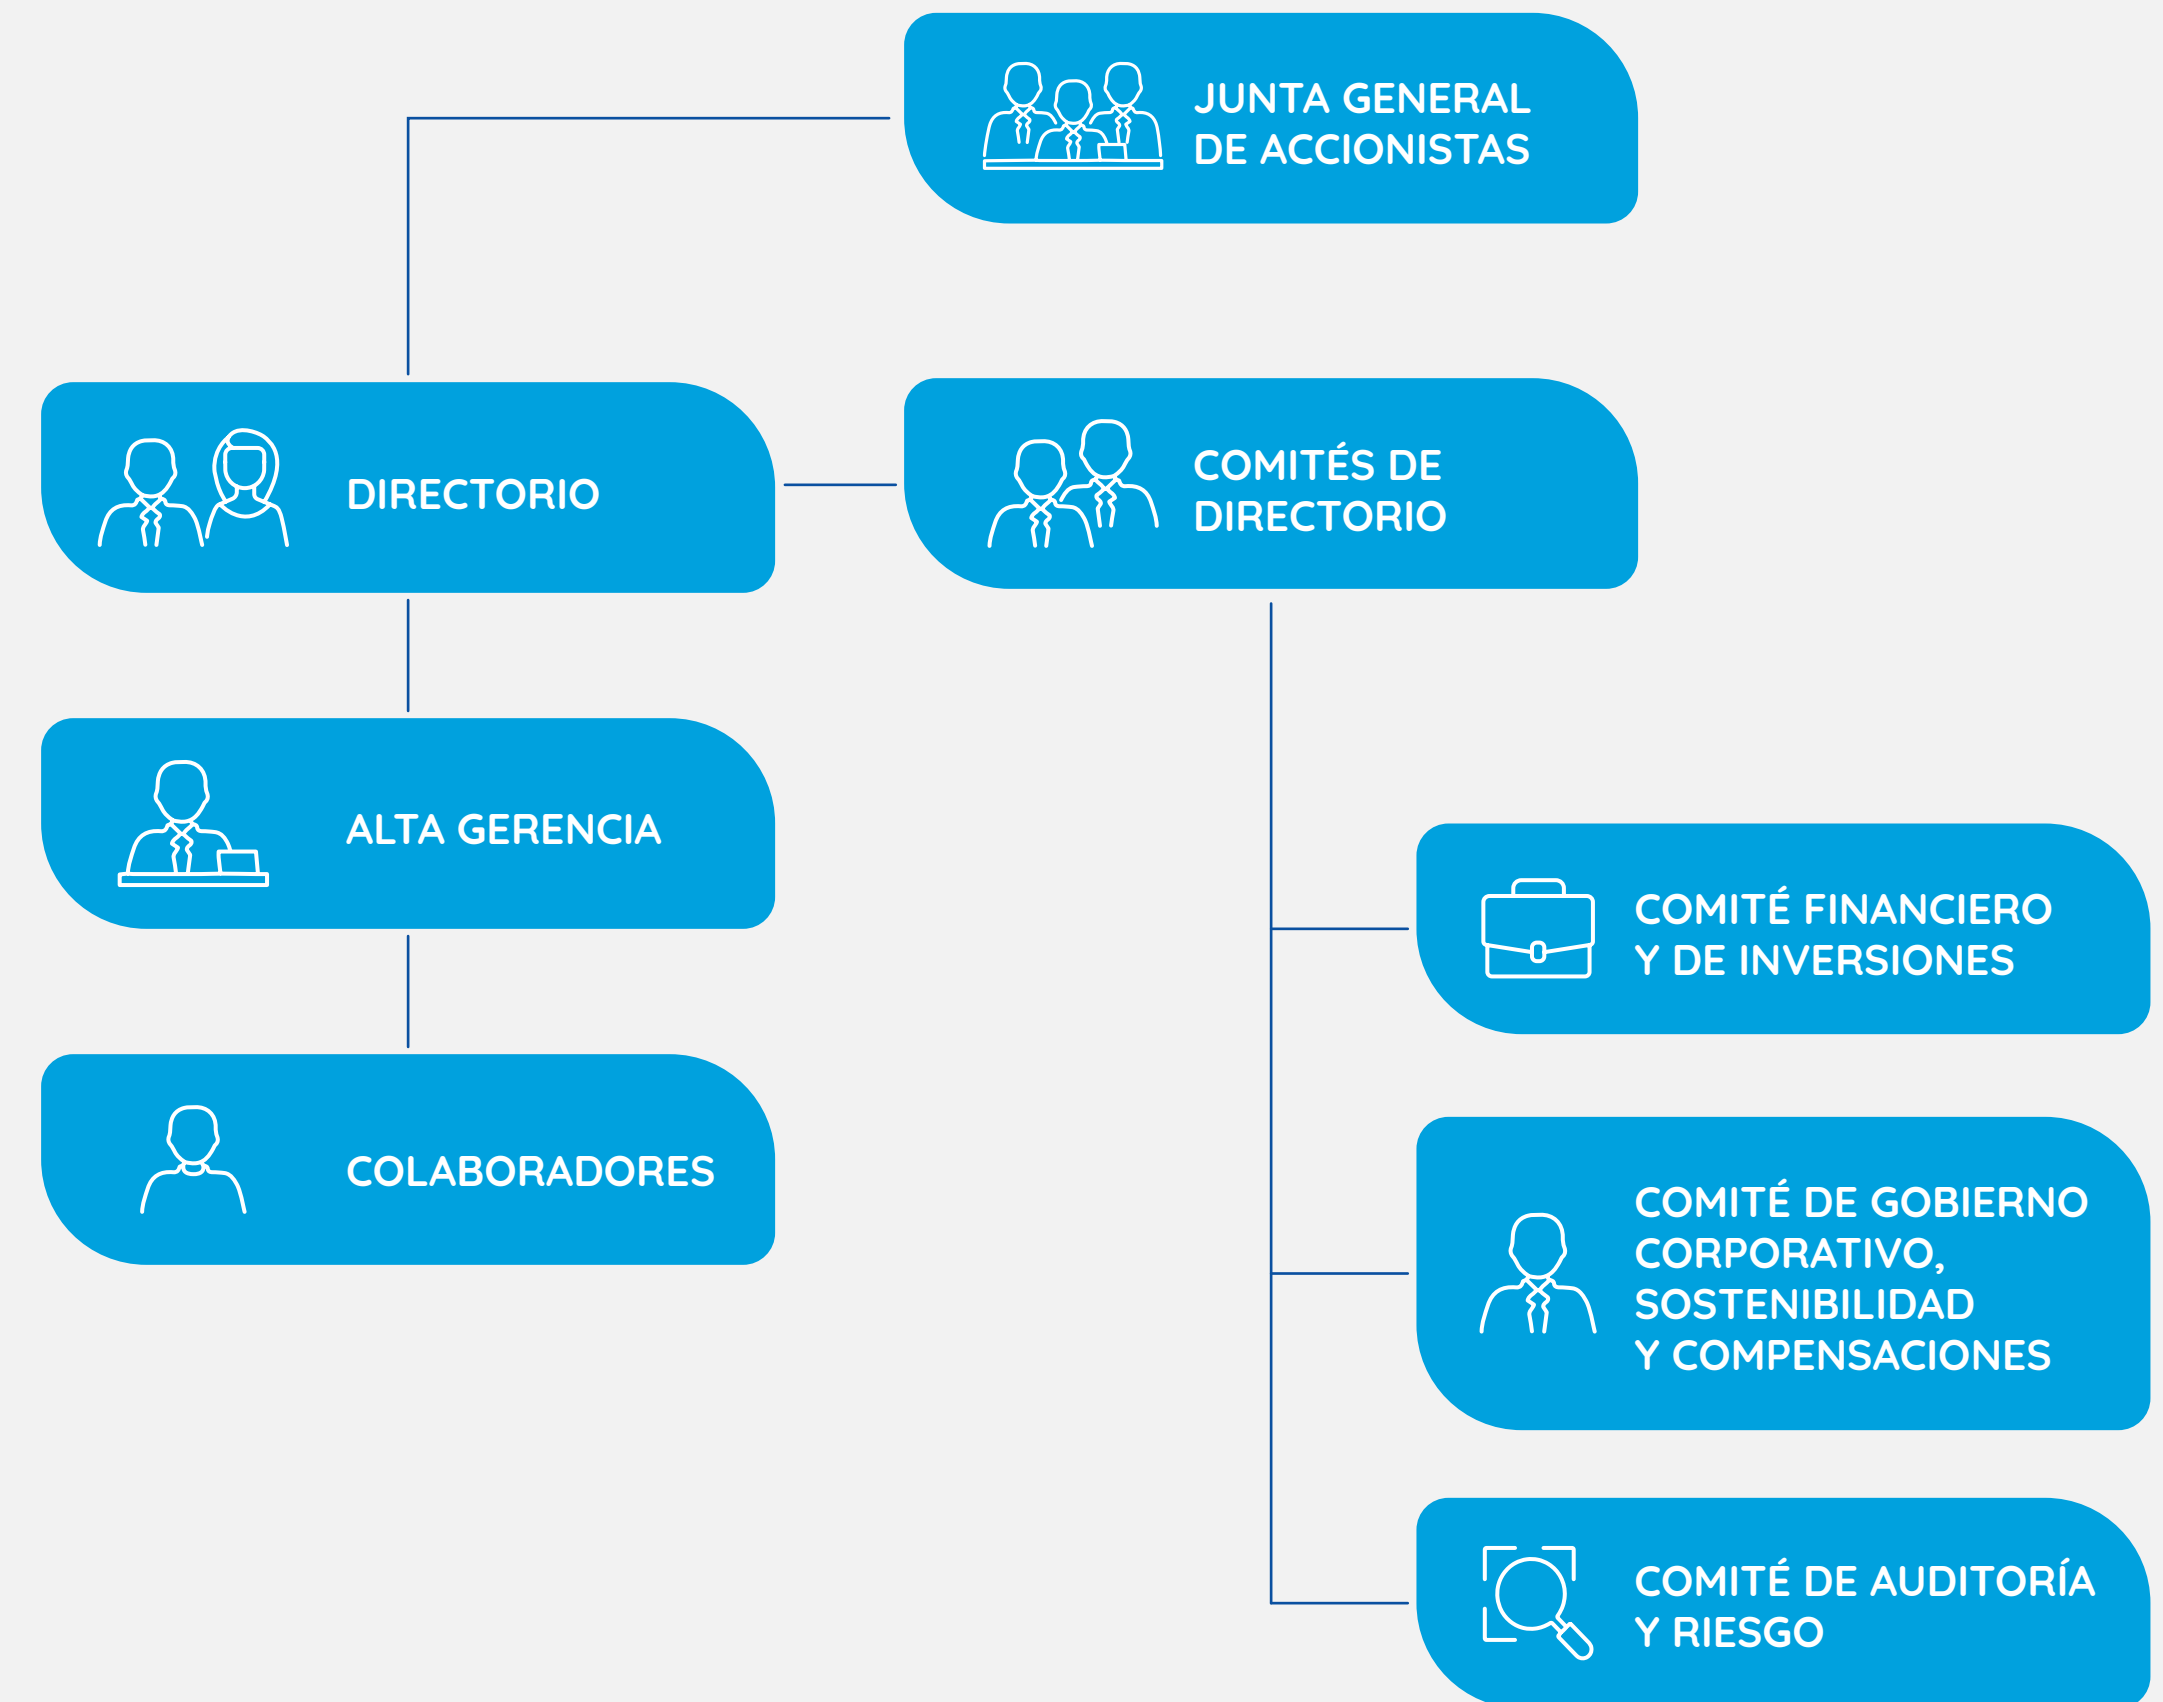 JUNTA GENERAL
DE ACCIONISTAS
DIRECTORIO
COMITÉS DE
DIRECTORIO
ALTA GERENCIA
COLABORADORES
COMITÉ FINANCIERO
Y DE INVERSIONES
COMITÉ DE GOBIERNO
CORPORATIVO,
SOSTENIBILIDAD
Y COMPENSACIONES
COMITÉ DE AUDITORÍA
Y RIESGO